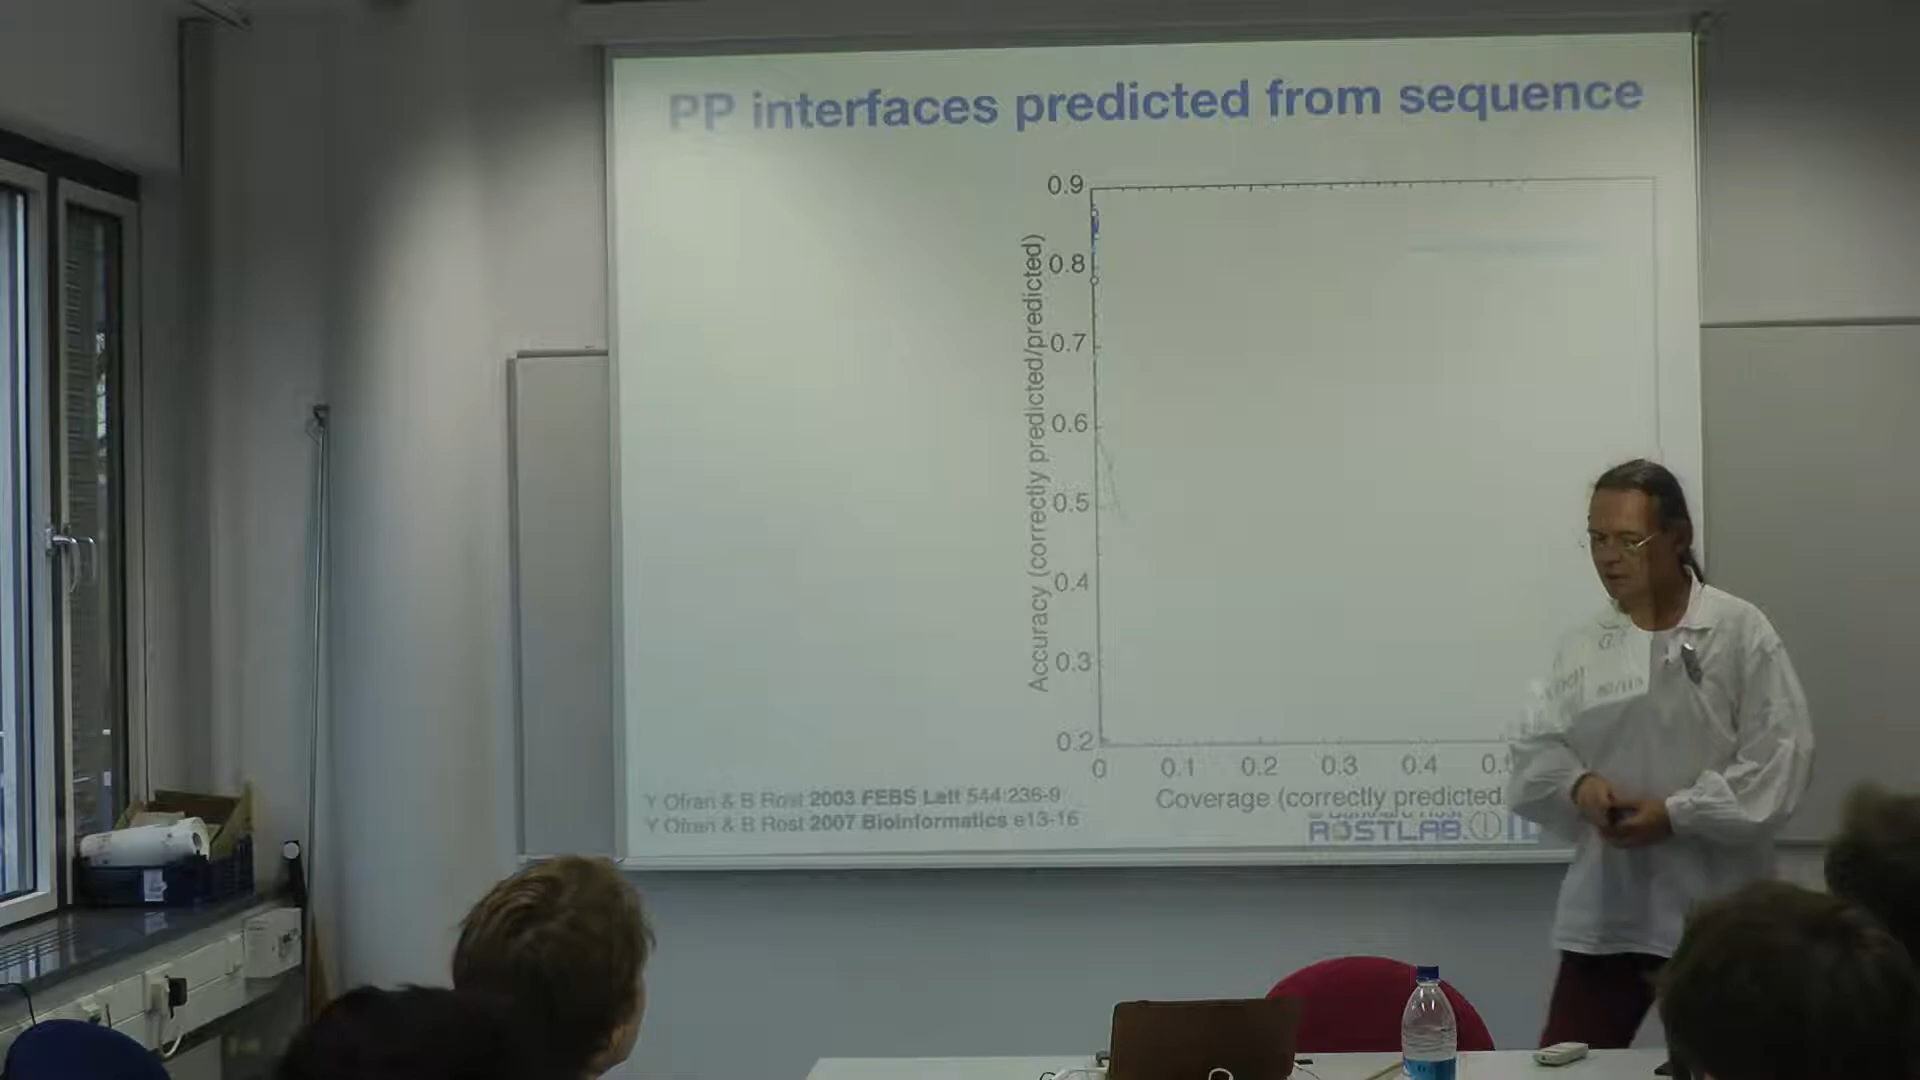 PP interfaces predicted from sequence
0.9
0.8
0.7
0.6
0.5
0.4
0.3
0.2
Accuracy (correctly predicted/predicted)
0 0.1 0.2 0.3 0.4
Coverage (correctly predicted
Y Ofran & B Rost 2003 FEBS Lett 544:236-9
Y Ofran & B Rost 2007 Bioinformatics e13-16
ROSTLAB